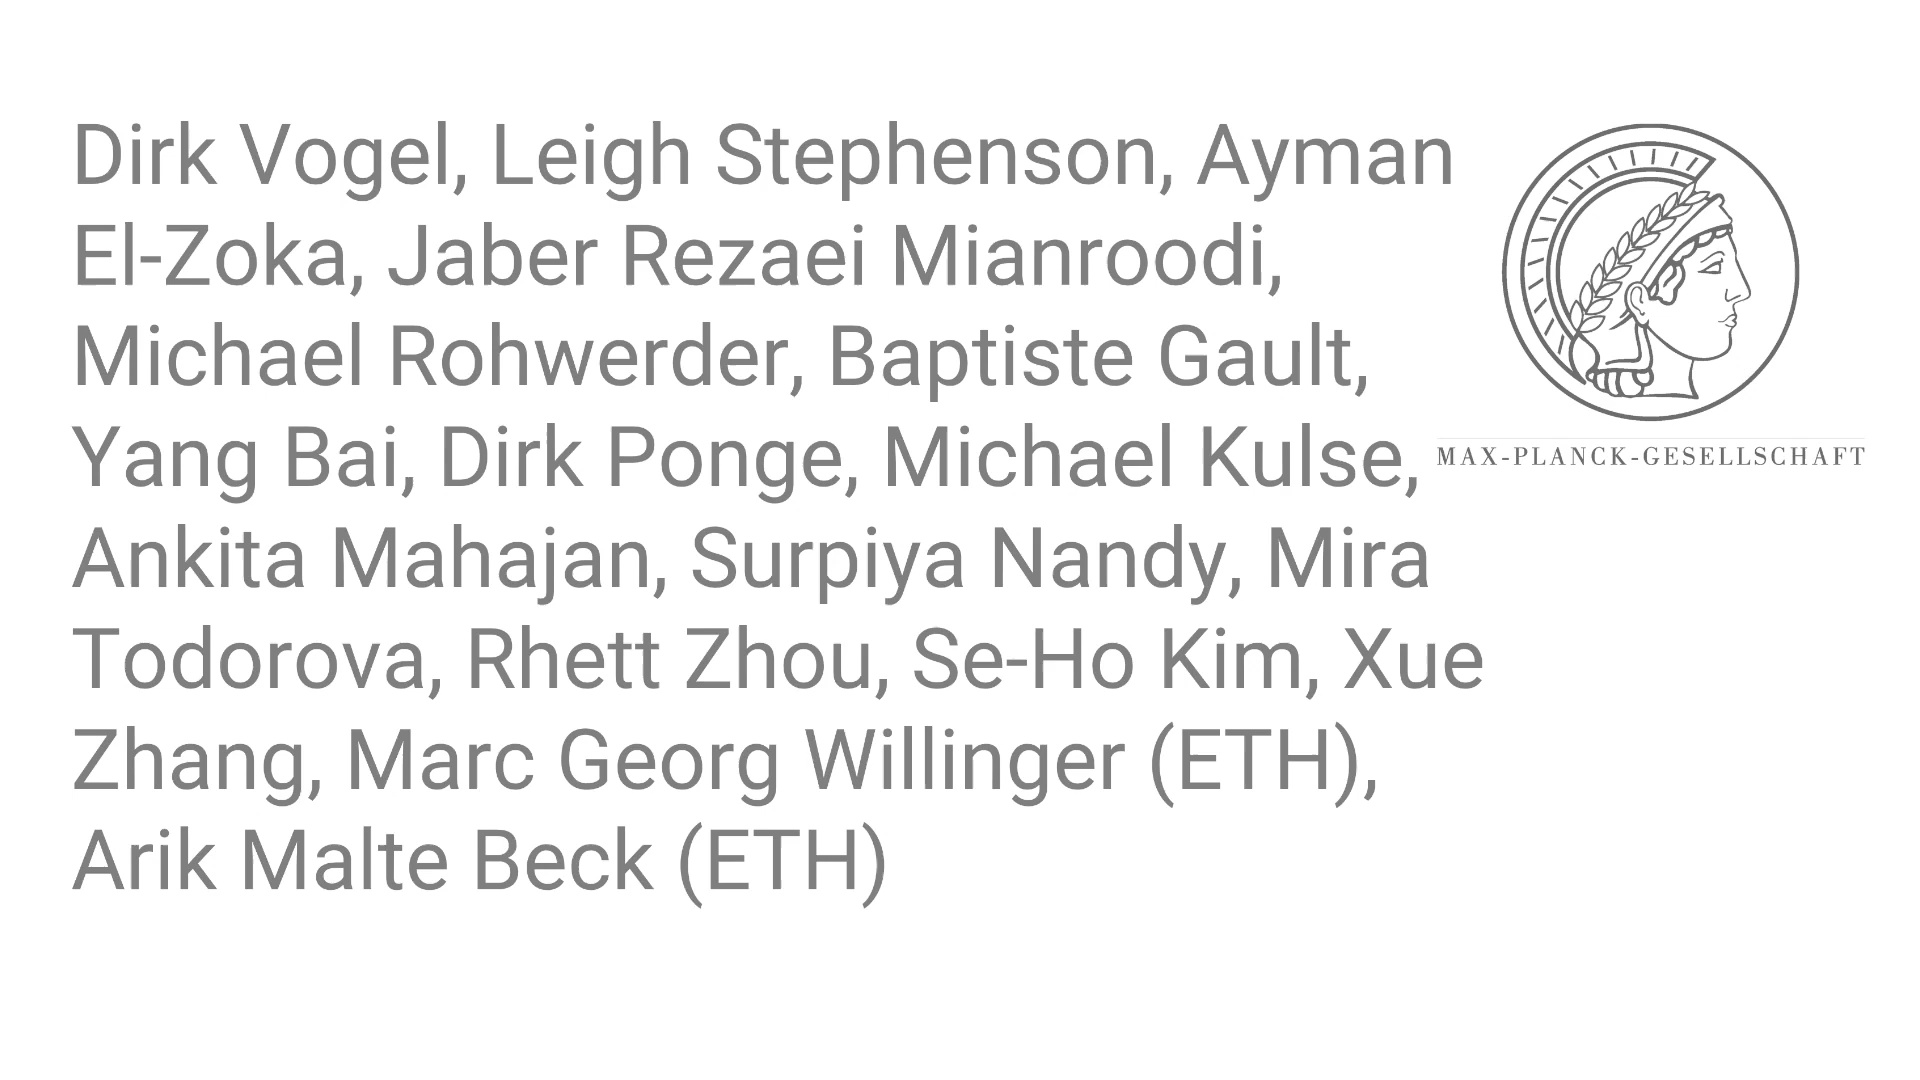 Dirk Vogel, Leigh Stephenson, Ayman
El-Zoka, Jaber Rezaei Mianroodi,
Michael Rohwerder, Baptiste Gault,
Yang Bai, Dirk Ponge, Michael Kulse,
Ankita Mahajan, Surpiya Nandy, Mira
Todorova, Rhett Zhou, Se-Ho Kim, Xue
Zhang, Marc Georg Willinger (ETH),
Arik Malte Beck (ETH)
MAX-PLANCK-GESELLSCHAFT